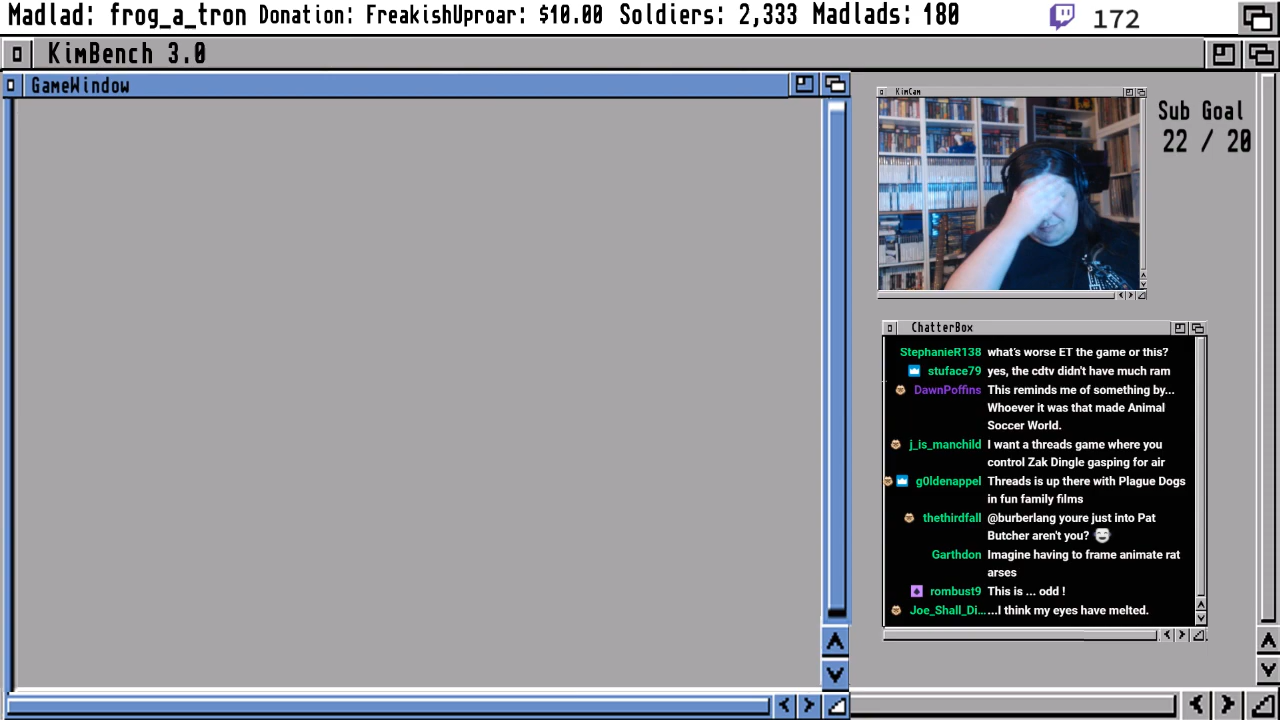 Madlad: frog_a_tron Donation: FreakishUproar: $10.00 Soldiers: 2,333 Madlads: 180 172
KimBench 3.0
GameWindow
KimCam
Sub Goal
22 / 20
ChatterBox
StephanieR138 what's worse ET the game or this?
stuface79 yes, the cdtv didn't have much ram
DawnPoffins This reminds me of something by...
Whoever it was that made Animal
Soccer World.
j_is_manchild I want a threads game where you
control Zak Dingle gasping for air
g0ldenappel Threads is up there with Plague Dogs
in fun family films
thethirdfall @burberlang youre just into Pat
Butcher aren't you?
Garthdon Imagine having to frame animate rat
arses
rombust9 This is ... odd !
Joe_Shall_Di... ...I think my eyes have melted.